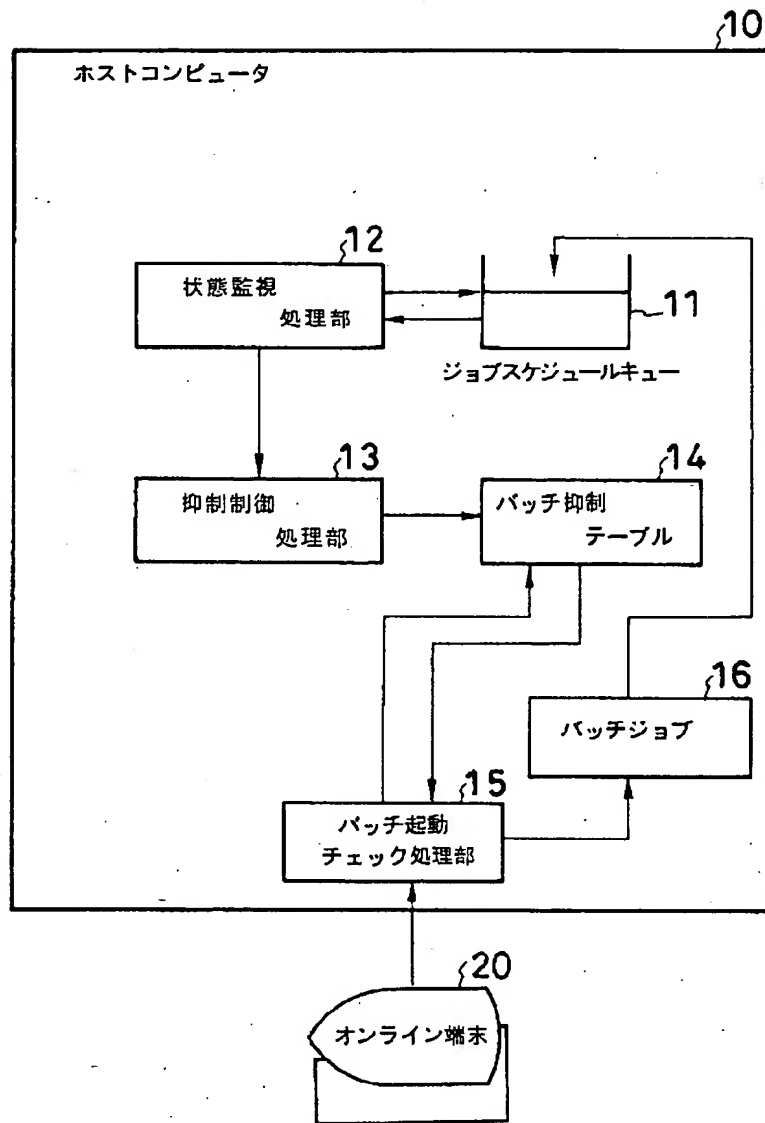 10
ホストコンピュータ
12
状態監視
処理部
11
ジョブスケジュールキュー
13
抑制制御
処理部
14
バッチ抑制
テーブル
16
バッチジョブ
15
バッチ起動
チェック処理部
20
オンライン端末